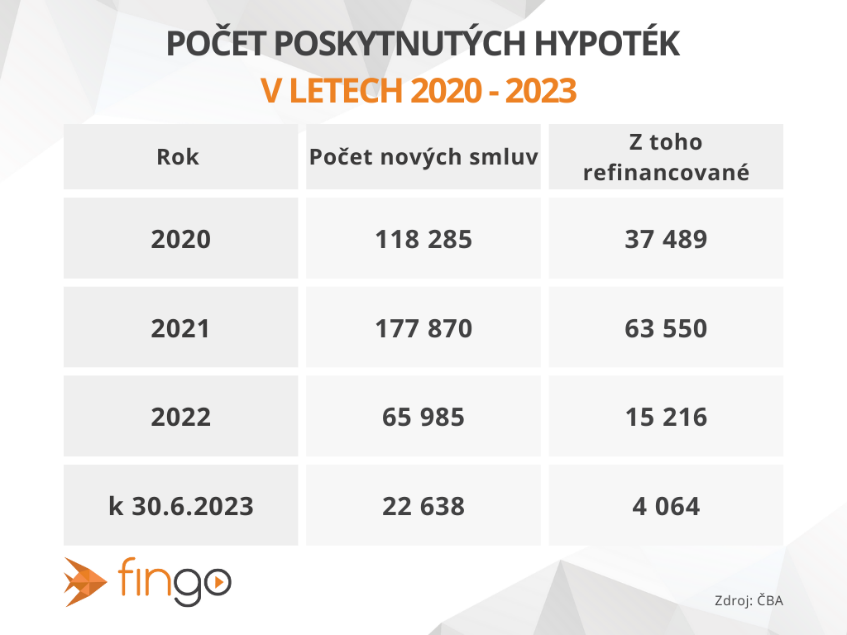 POČET POSKYTNUTÝCH HYPOTÉK
V LETECH 2020 - 2023
Rok
Počet nových smluv
Z toho
refinancované
2020
118 285
37 489
2021
177 870
63 550
2022
65 985
15 216
k 30.6.2023
22 638
4 064
fingo
Zdroj: ČBA